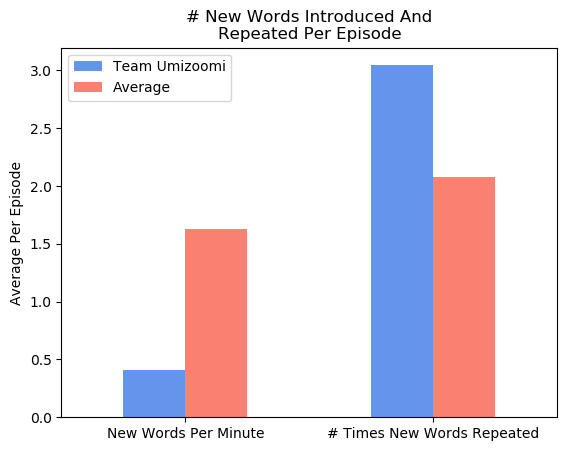 # New Words Introduced And
Repeated Per Episode
Team Umizoomi
Average
Average Per Episode
3.0
2.5
2.0
1.5
1.0
0.5
0.0
New Words Per Minute
# Times New Words Repeated